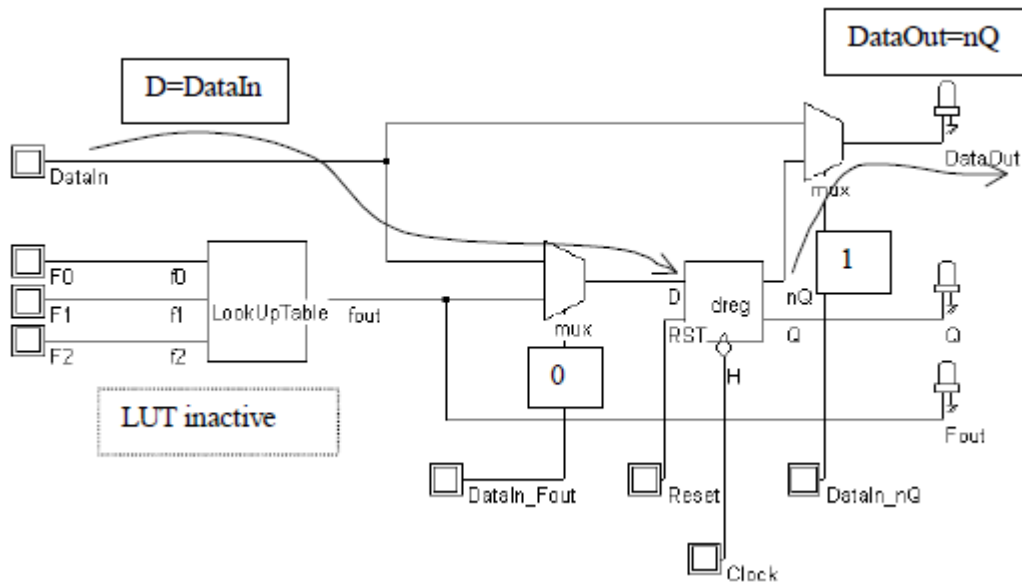 DataOut=nQ
D=DataIn
DataIn
DataOut
mux
F0 f0
1
LookUpTable fout
F1 f1
D dreg nQ
mux
RST Q Q
F2 f2
0
H
LUT inactive
Fout
DataIn_Fout
Reset
DataIn_nQ
Clock